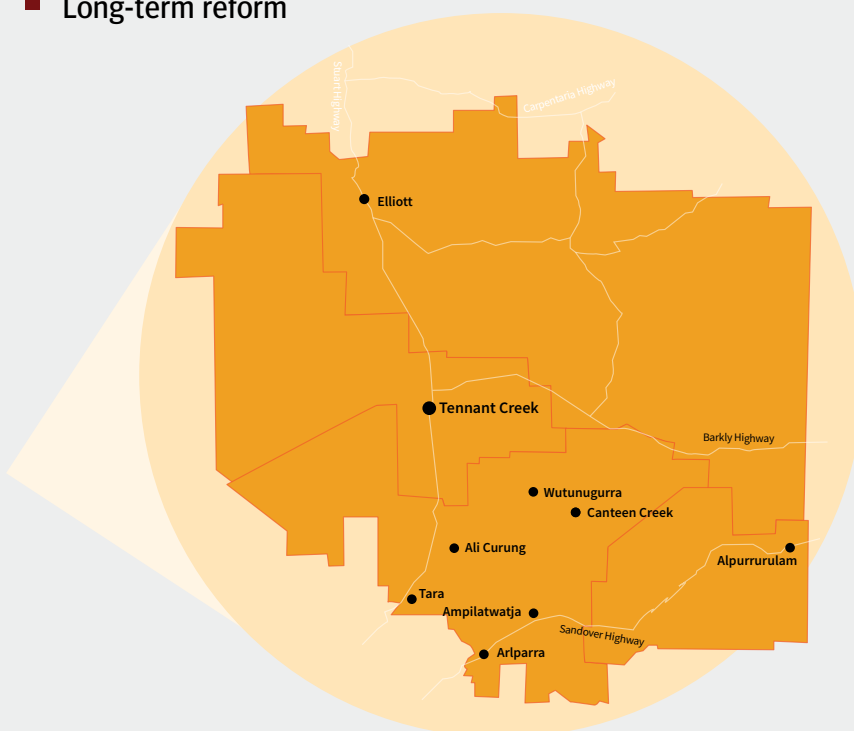 Long-term reform
Stuart Highway
Carpentaria Highway
Elliott
Tennant Creek
Barkly Highway
Wutunugurra
Canteen Creek
Ali Curung
Alpurrurulam
Tara
Ampilatwatja
Sandover Highway
Arlparra